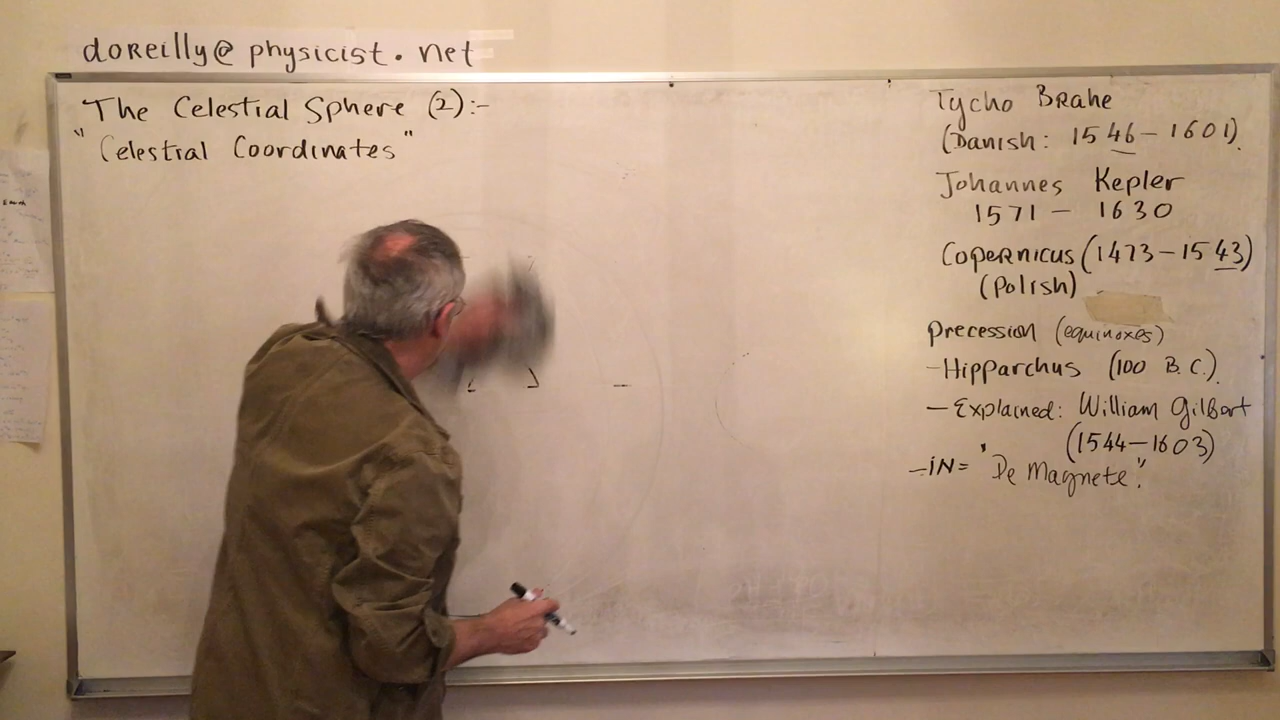 doReilly@physicist.net
The Celestial Sphere (2):-
"Celestral Coordinates"
Tycho Brahe
(Danish: 1546-1601).
Johannes Kepler
1571 - 1630
Copernicus (1473-1543)
(Polish)
Precession (equinoxes)
-Hipparchus (100 B.C.)
- Explained: William Gilbert
(1544-1603)
-iN= "De Magnete".